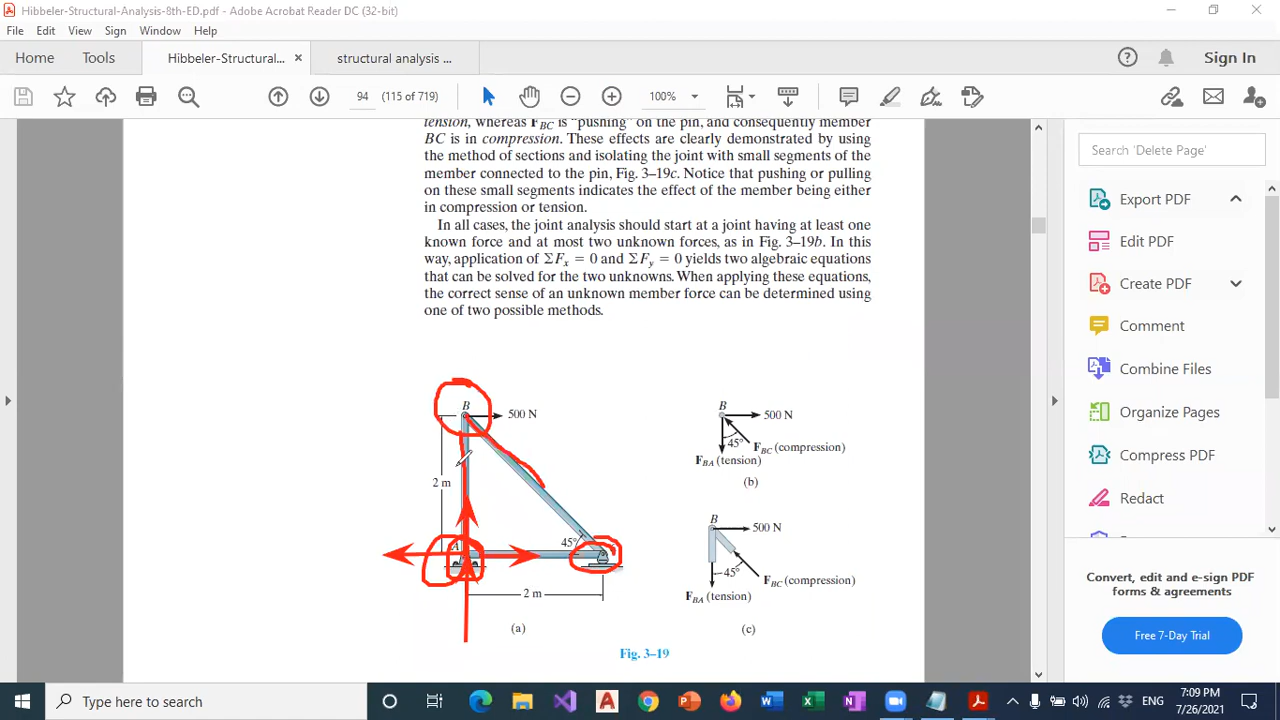 Hibbeler-Structural-Analysis-8th-ED.pdf - Adobe Acrobat Reader DC (32-bit)
File Edit View Sign Window Help
Home Tools Hibbeler-Structural... × structural analysis ... Sign In
94 (115 of 719) 100%
tension, whereas F_BC is "pushing" on the pin, and consequently member
BC is in compression. These effects are clearly demonstrated by using
the method of sections and isolating the joint with small segments of the
member connected to the pin, Fig. 3–19c. Notice that pushing or pulling
on these small segments indicates the effect of the member being either
in compression or tension.
In all cases, the joint analysis should start at a joint having at least one
known force and at most two unknown forces, as in Fig. 3–19b. In this
way, application of ΣF_x = 0 and ΣF_y = 0 yields two algebraic equations
that can be solved for the two unknowns. When applying these equations,
the correct sense of an unknown member force can be determined using
one of two possible methods.
B
500 N
2 m
45°
A
2 m
(a)
B
500 N
45°
F_BC (compression)
F_BA (tension)
(b)
B
500 N
45°
F_BC (compression)
F_BA (tension)
(c)
Fig. 3–19
Search 'Delete Page'
Export PDF
Edit PDF
Create PDF
Comment
Combine Files
Organize Pages
Compress PDF
Redact
Convert, edit and e-sign PDF
forms & agreements
Free 7-Day Trial
Type here to search
ENG
7:09 PM
7/26/2021